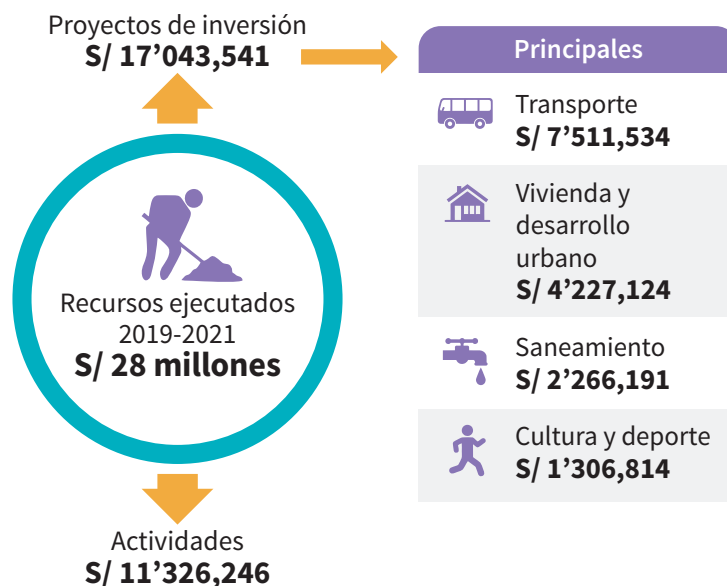 Proyectos de inversión
S/ 17’043,541
Recursos ejecutados
2019-2021
S/ 28 millones
Actividades
S/ 11’326,246
Principales
Transporte
S/ 7’511,534
Vivienda y
desarrollo
urbano
S/ 4’227,124
Saneamiento
S/ 2’266,191
Cultura y deporte
S/ 1’306,814